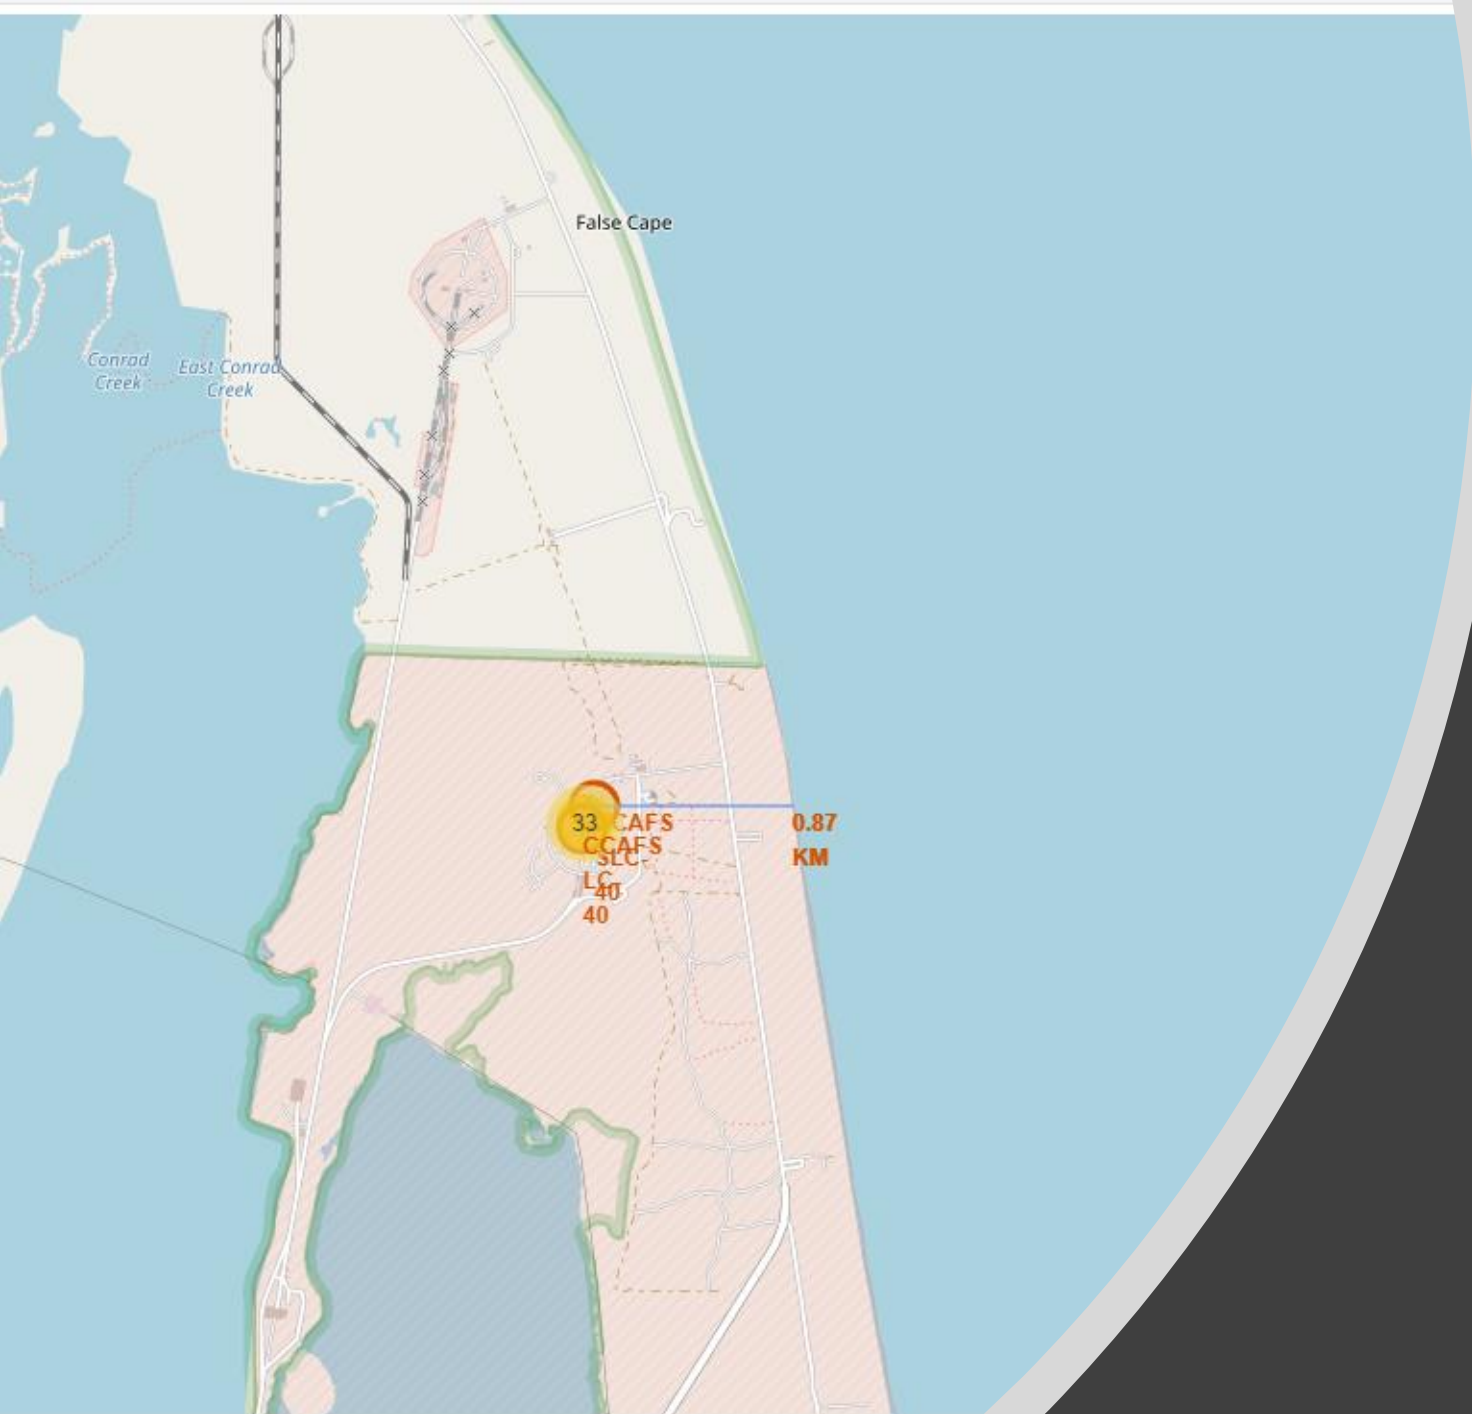 False Cape
Conrad
Creek
East Conrad
Creek
33
CAFS
SLC-
40
CCAFS
LC-
40
0.87
KM